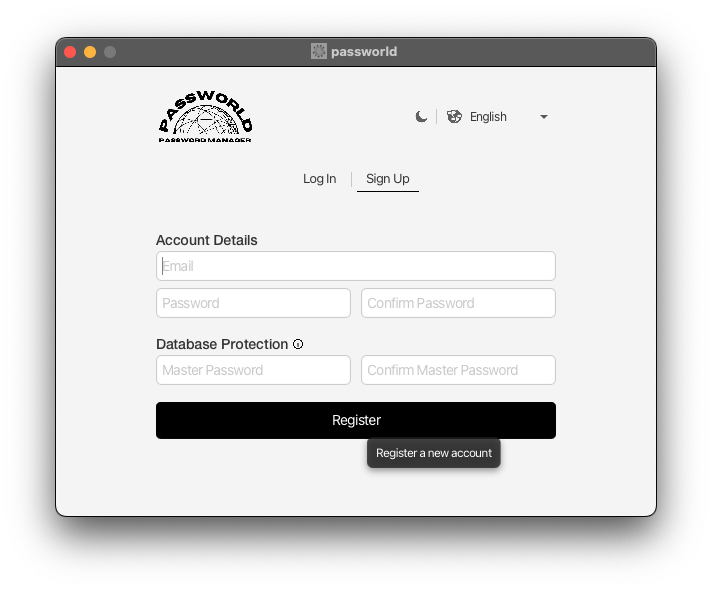 passworld
PASSWORLD
PASSWORD MANAGER
English
Log In
Sign Up
Account Details
Email
Password
Confirm Password
Database Protection
Master Password
Confirm Master Password
Register
Register a new account